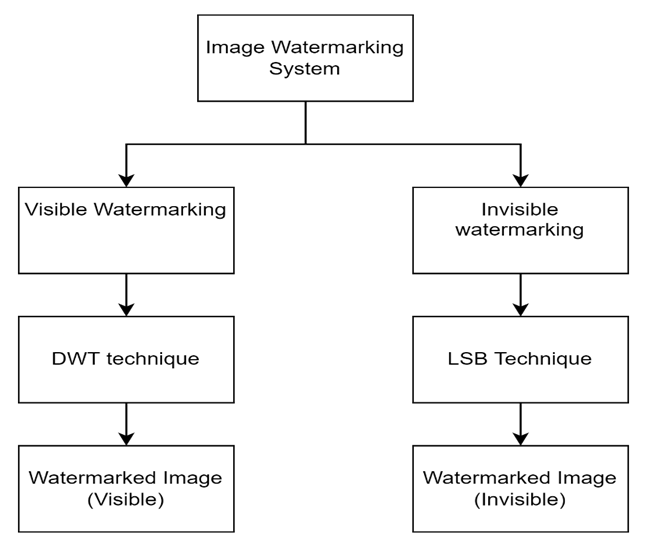 Image Watermarking
System
Visible Watermarking
Invisible
watermarking
DWT technique
LSB Technique
Watermarked Image
(Visible)
Watermarked Image
(Invisible)